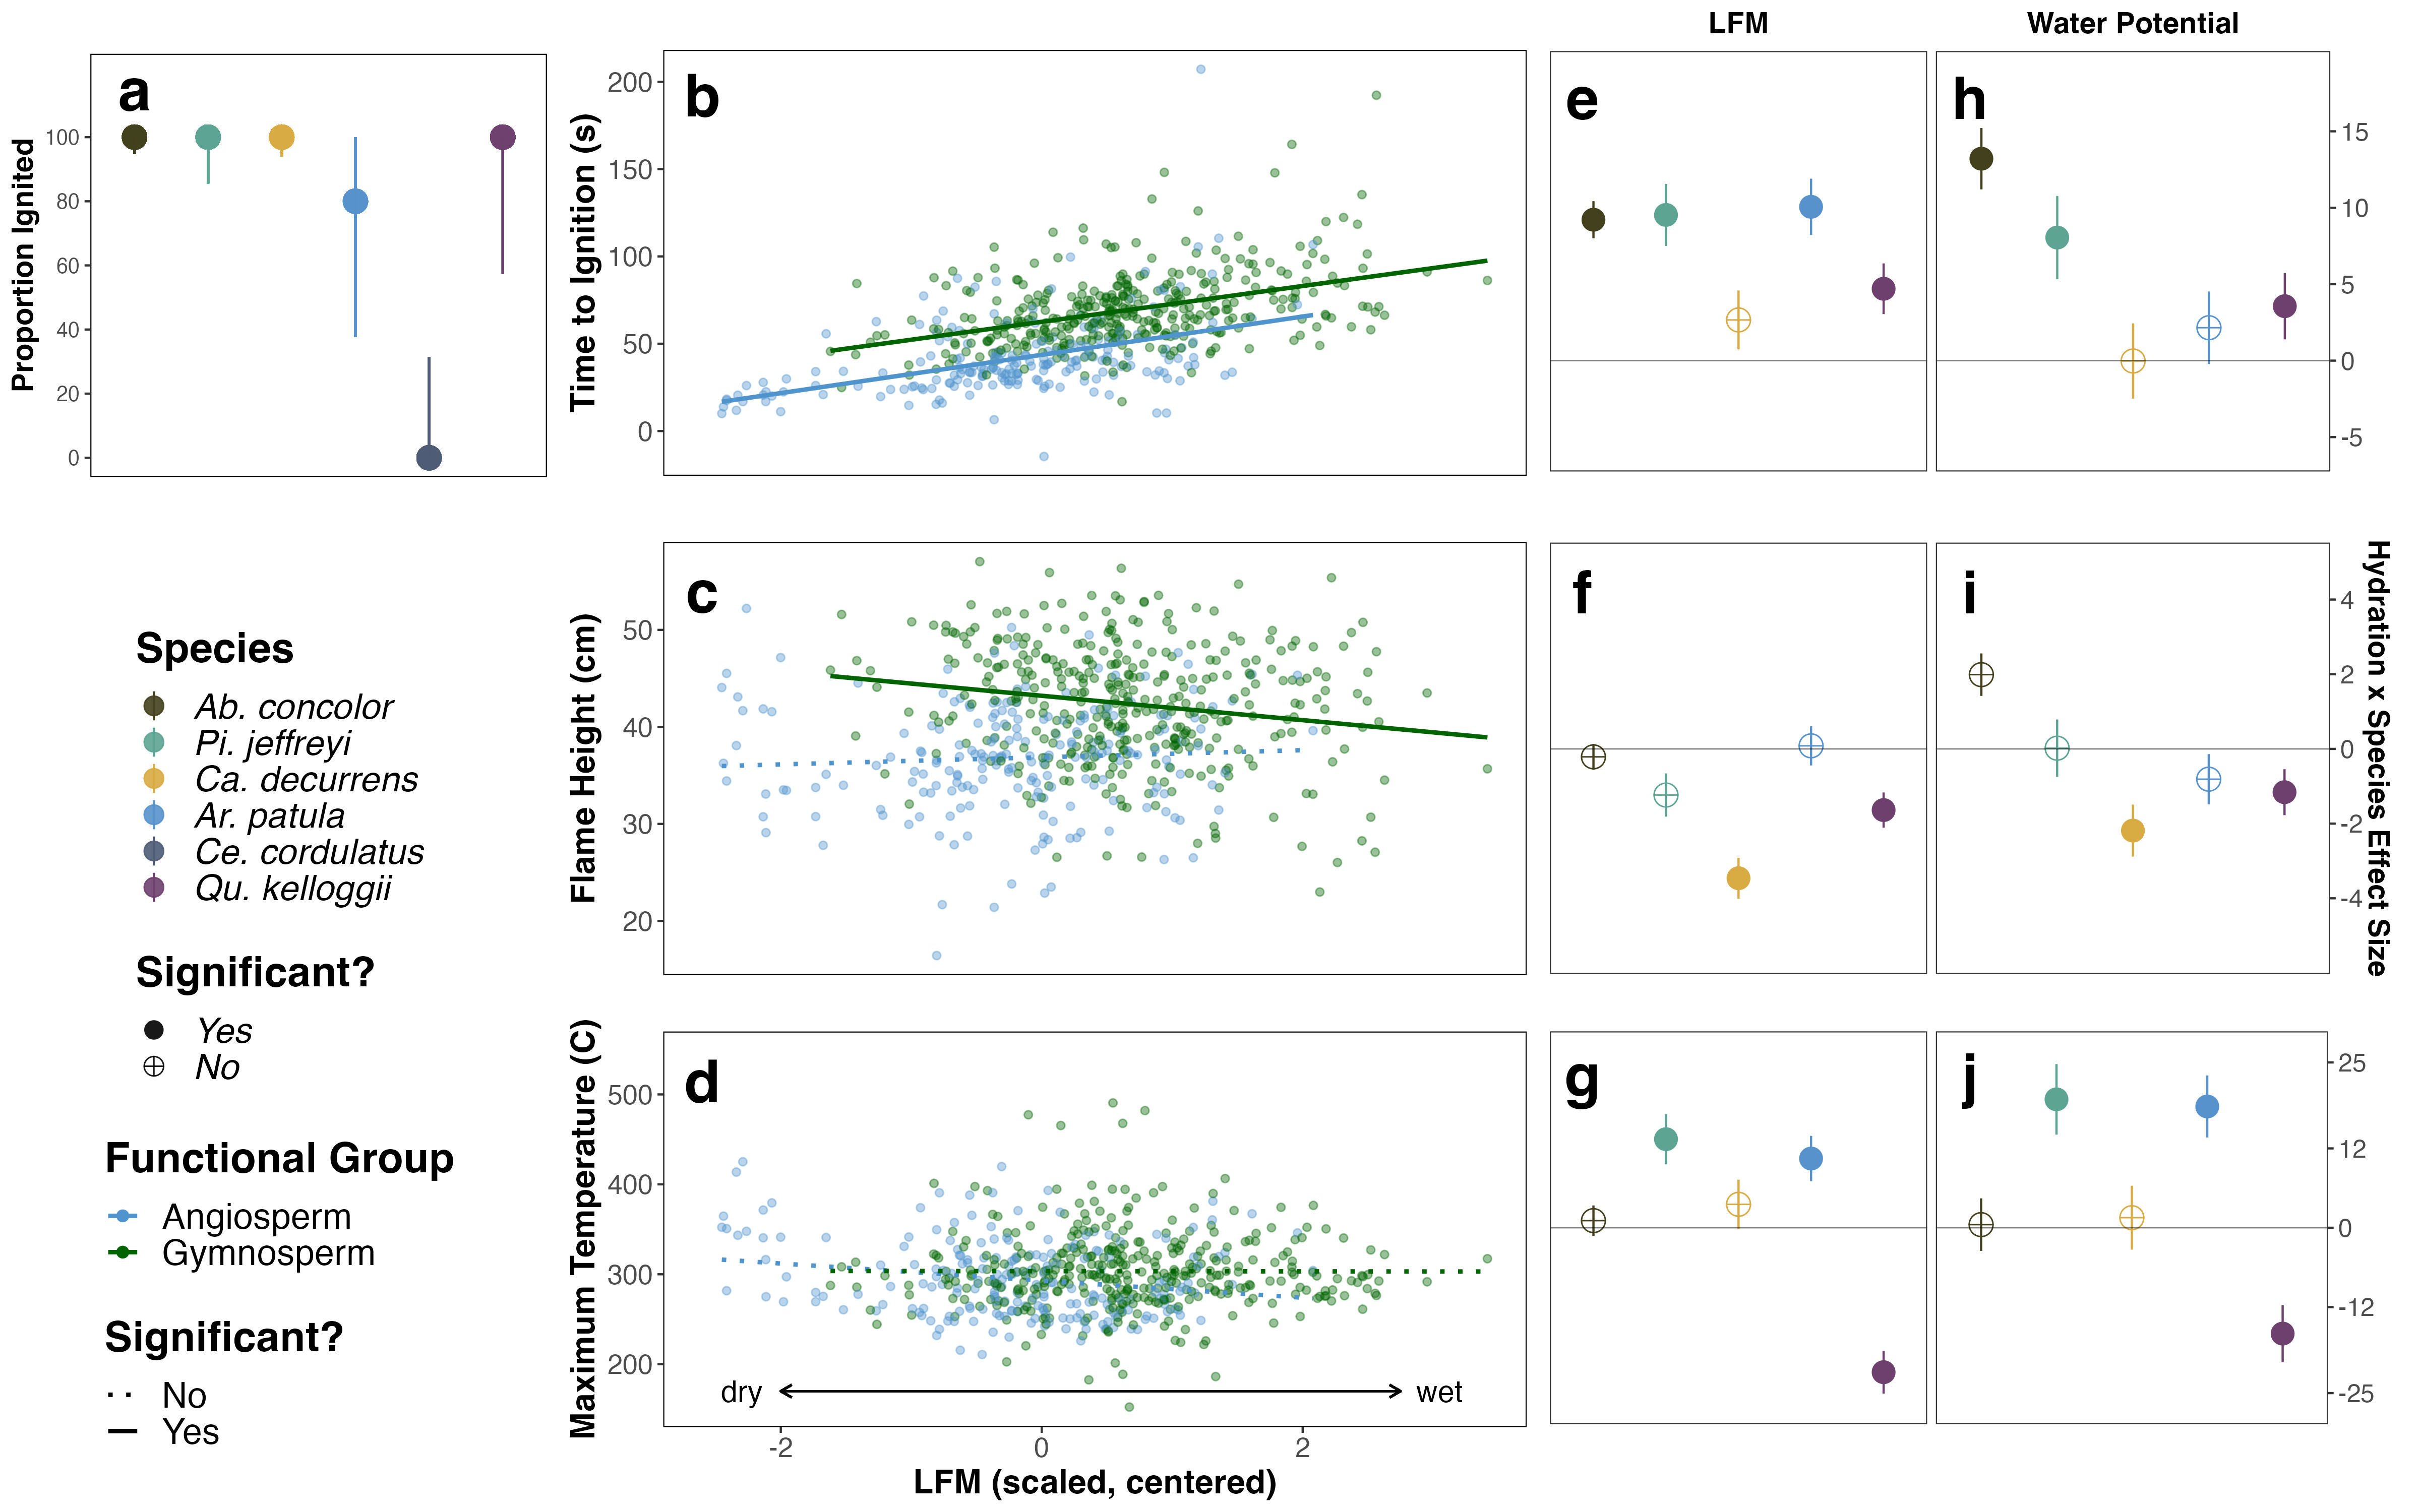 LFM
Water Potential
a
Proportion Ignited
100
80
60
40
20
0
b
Time to Ignition (s)
200
150
100
50
0
e
h
15
10
5
0
-5
c
Flame Height (cm)
50
40
30
20
f
i
4
2
0
-2
-4
Hydration x Species Effect Size
Species
Ab. concolor
Pi. jeffreyi
Ca. decurrens
Ar. patula
Ce. cordulatus
Qu. kelloggii
Significant?
Yes
No
Functional Group
Angiosperm
Gymnosperm
Significant?
No
Yes
d
Maximum Temperature (C)
500
400
300
200
dry
wet
-2
0
2
LFM (scaled, centered)
g
j
25
12
0
-12
-25